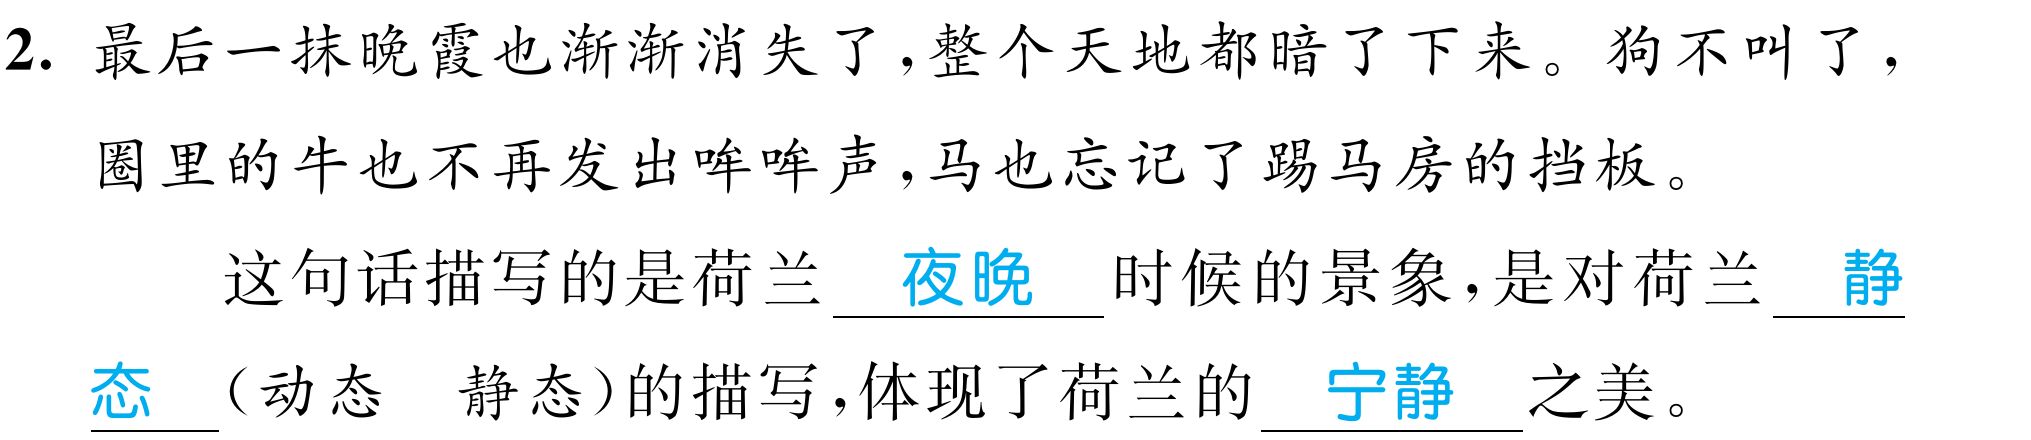 2. 最后一抹晚霞也渐渐消失了，整个天地都暗了下来。狗不叫了，
圈里的牛也不再发出哞哞声，马也忘记了踢马房的挡板。
这句话描写的是荷兰 夜晚 时候的景象，是对荷兰 静
态 （动态 静态）的描写，体现了荷兰的 宁静 之美。